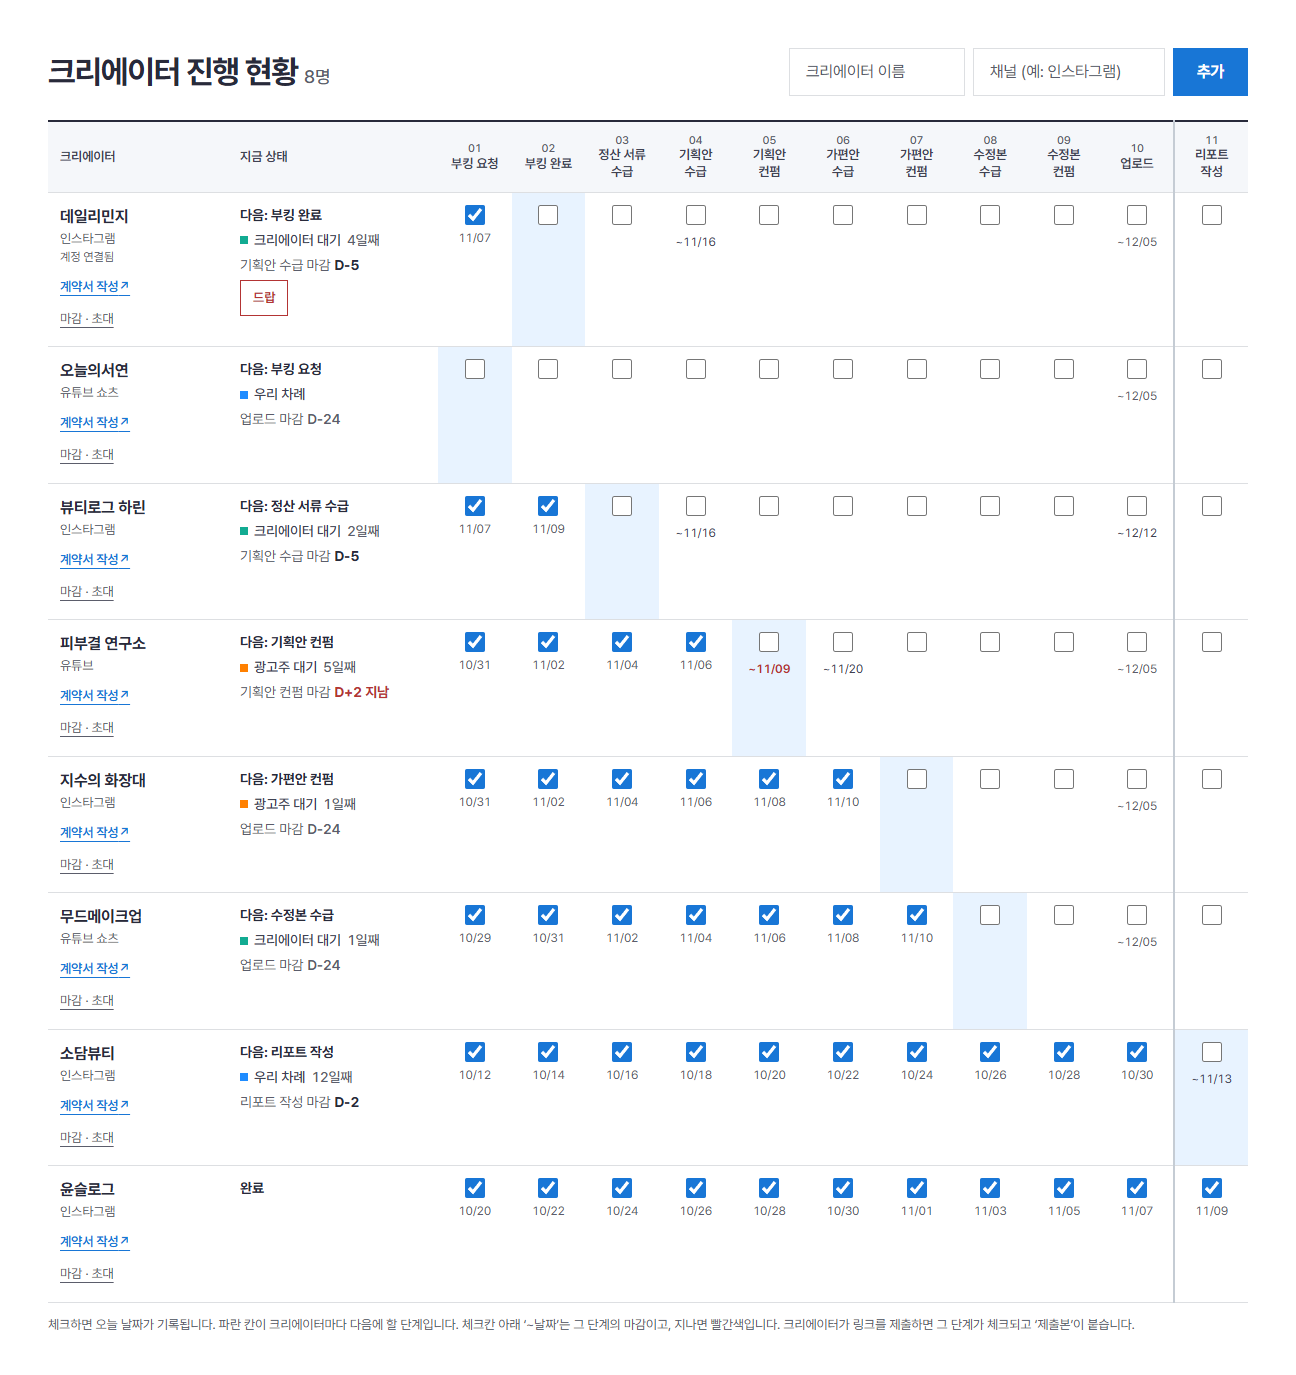 크리에이터 진행 현황 8명
크리에이터 이름
채널 (예: 인스타그램)
추가
크리에이터
지금 상태
01 부킹 요청
02 부킹 완료
03 정산 서류 수급
04 기획안 수급
05 기획안 컨펌
06 가편안 수급
07 가편안 컨펌
08 수정본 수급
09 수정본 컨펌
10 업로드
11 리포트 작성
데일리민지
인스타그램
계정 연결됨
계약서 작성↗
마감 · 초대
다음: 부킹 완료
크리에이터 대기 4일째
기획안 수급 마감 D-5
드랍
11/07
~11/16
~12/05
오늘의서연
유튜브 쇼츠
계약서 작성↗
마감 · 초대
다음: 부킹 요청
우리 차례
업로드 마감 D-24
~12/05
뷰티로그 하린
인스타그램
계약서 작성↗
마감 · 초대
다음: 정산 서류 수급
크리에이터 대기 2일째
기획안 수급 마감 D-5
11/07 11/09 ~11/16 ~12/12
피부결 연구소
유튜브
계약서 작성↗
마감 · 초대
다음: 기획안 컨펌
광고주 대기 5일째
기획안 컨펌 마감 D+2 지남
10/31 11/02 11/04 11/06 ~11/09 ~11/20 ~12/05
지수의 화장대
인스타그램
계약서 작성↗
마감 · 초대
다음: 가편안 컨펌
광고주 대기 1일째
업로드 마감 D-24
10/31 11/02 11/04 11/06 11/08 11/10 ~12/05
무드메이크업
유튜브 쇼츠
계약서 작성↗
마감 · 초대
다음: 수정본 수급
크리에이터 대기 1일째
업로드 마감 D-24
10/29 10/31 11/02 11/04 11/06 11/08 11/10 ~12/05
소담뷰티
인스타그램
계약서 작성↗
마감 · 초대
다음: 리포트 작성
우리 차례 12일째
리포트 작성 마감 D-2
10/12 10/14 10/16 10/18 10/20 10/22 10/24 10/26 10/28 10/30 ~11/13
윤슬로그
인스타그램
계약서 작성↗
마감 · 초대
완료
10/20 10/22 10/24 10/26 10/28 10/30 11/01 11/03 11/05 11/07 11/09
체크하면 오늘 날짜가 기록됩니다. 파란 칸이 크리에이터마다 다음에 할 단계입니다. 체크칸 아래 ‘~날짜’는 그 단계의 마감이고, 지나면 빨간색입니다. 크리에이터가 링크를 제출하면 그 단계가 체크되고 ‘제출본’이 붙습니다.